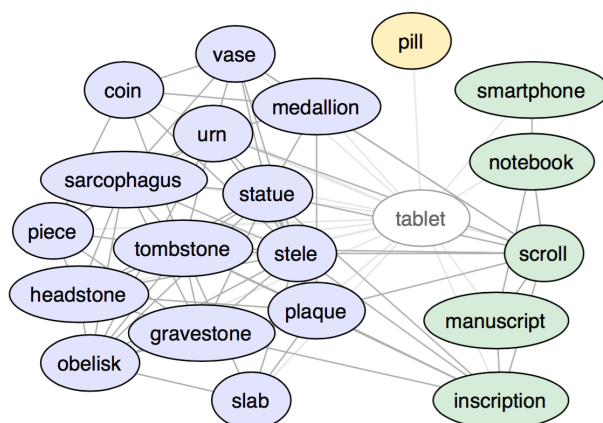 vase
pill
coin
medallion
smartphone
urn
notebook
sarcophagus
statue
tablet
piece
tombstone
stele
scroll
headstone
plaque
manuscript
gravestone
obelisk
slab
inscription